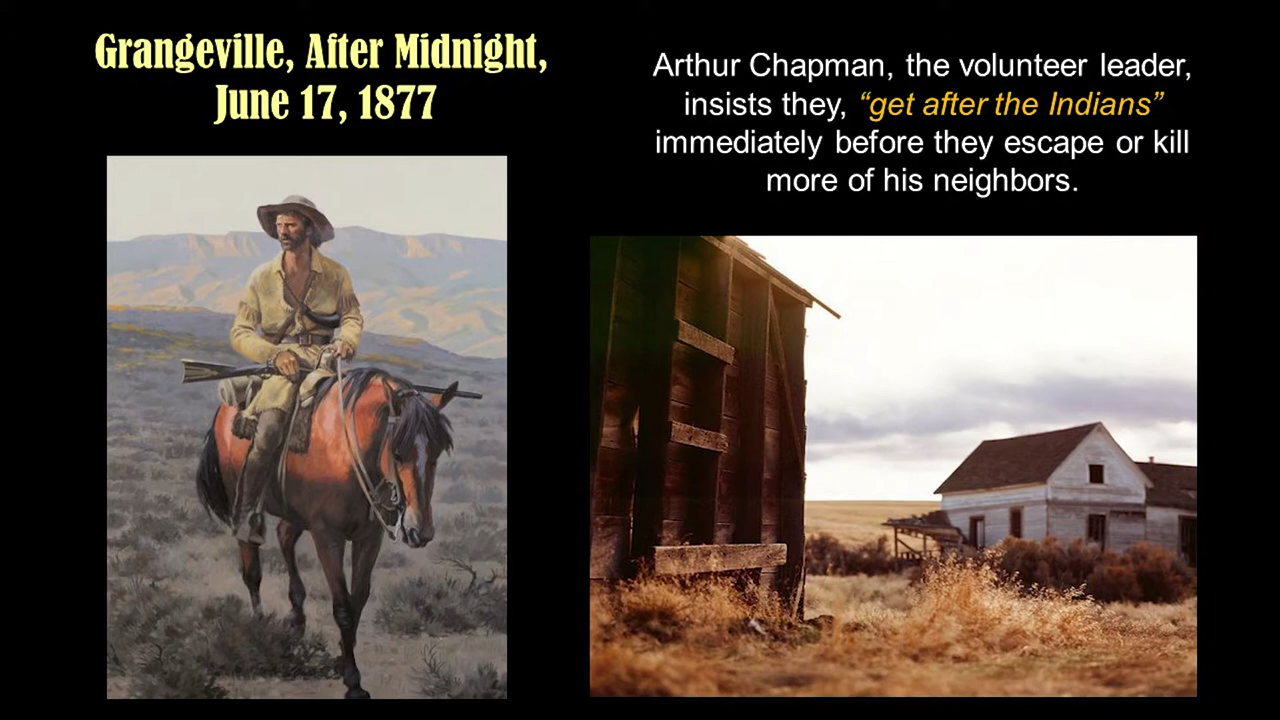 Grangeville, After Midnight,
June 17, 1877
Arthur Chapman, the volunteer leader,
insists they, “get after the Indians”
immediately before they escape or kill
more of his neighbors.